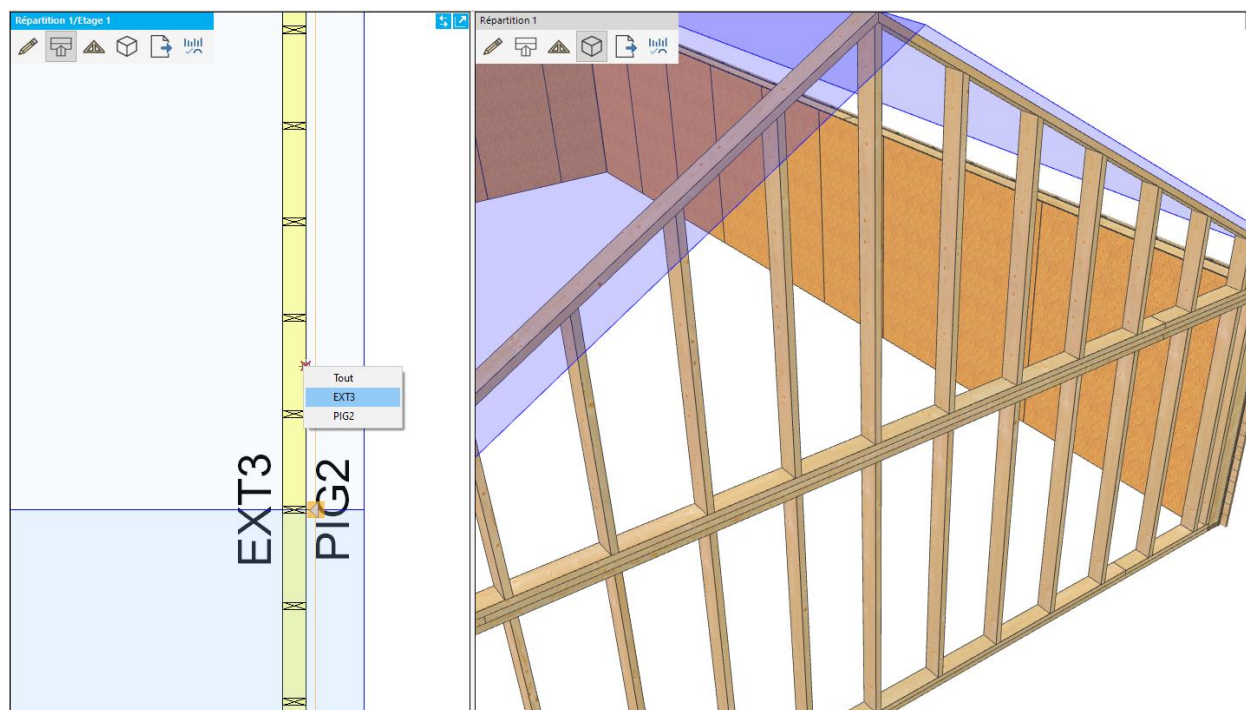 Répartition 1/Etage 1
Répartition 1
Tout
EXT3
PIG2
EXT3
PIG2